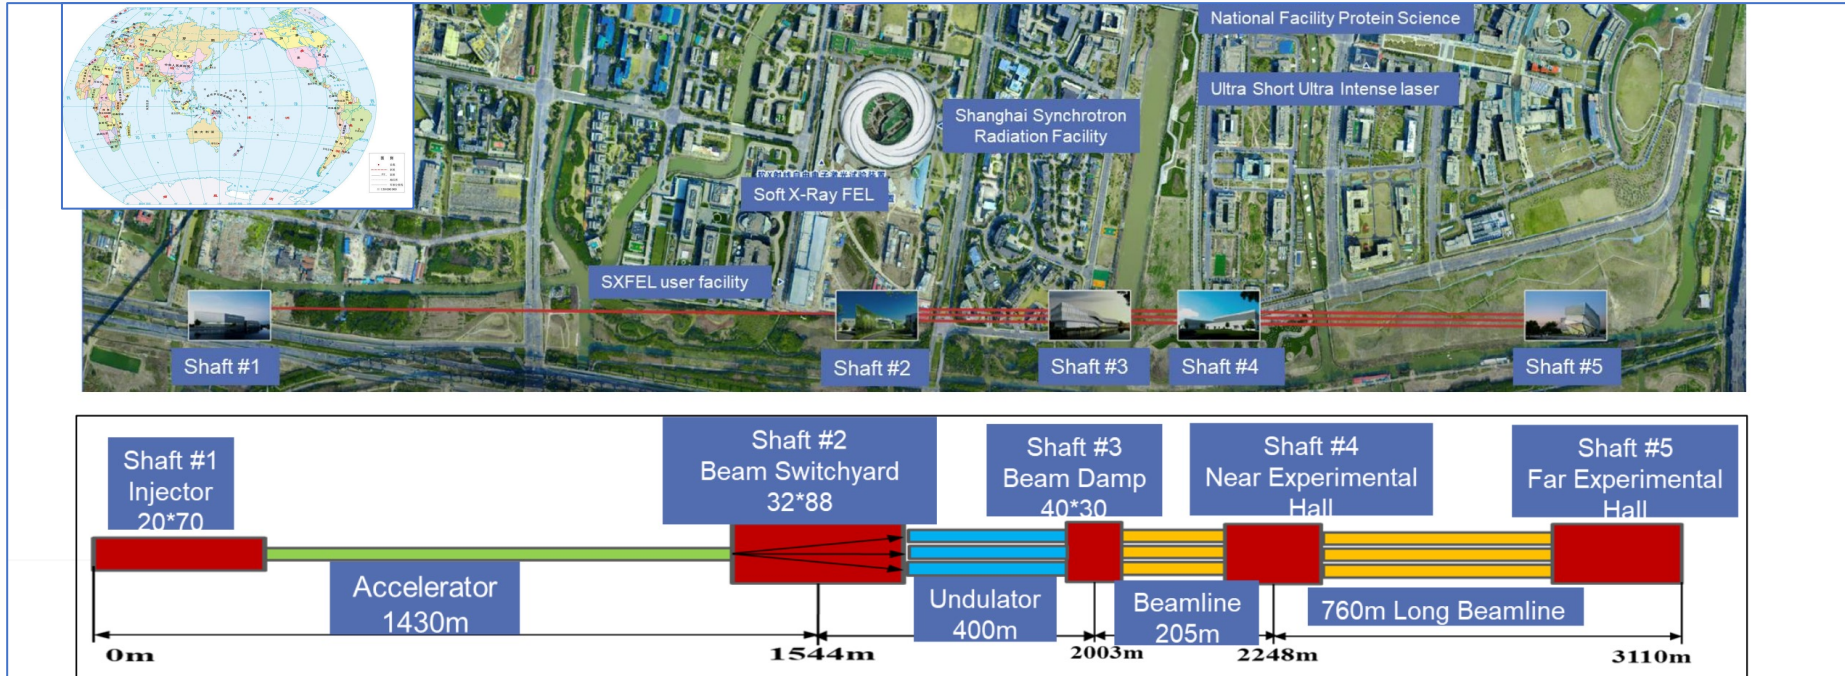 National Facility Protein Science
Ultra Short Ultra Intense laser
Shanghai Synchrotron
Radiation Facility
Soft X-Ray FEL
SXFEL user facility
Shaft #1
Shaft #2
Shaft #3
Shaft #4
Shaft #5
Shaft #1
Injector
20*70
Shaft #2
Beam Switchyard
32*88
Shaft #3
Beam Damp
40*30
Shaft #4
Near Experimental
Hall
Shaft #5
Far Experimental
Hall
Accelerator
1430m
Undulator
400m
Beamline
205m
760m Long Beamline
0m
1544m
2003m
2248m
3110m